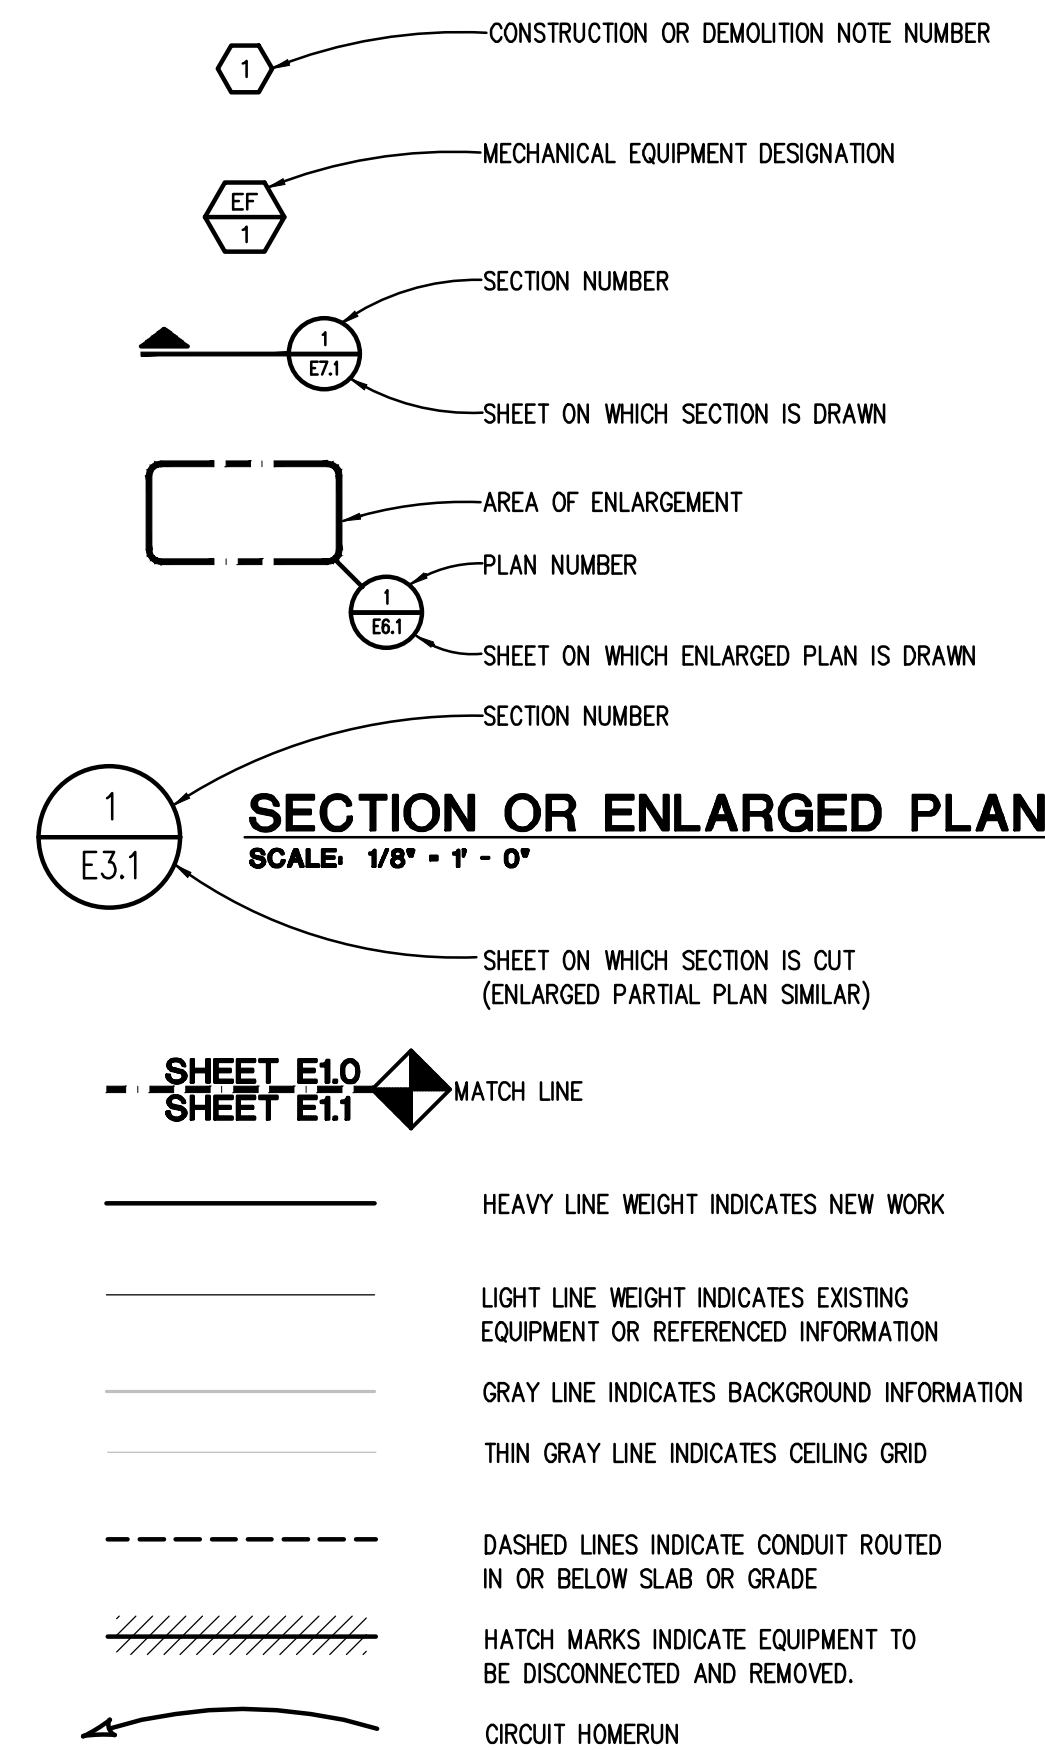 CONSTRUCTION OR DEMOLITION NOTE NUMBER
1
MECHANICAL EQUIPMENT DESIGNATION
EF
1
SECTION NUMBER
1
E7.1
SHEET ON WHICH SECTION IS DRAWN
AREA OF ENLARGEMENT
PLAN NUMBER
1
E6.1
SHEET ON WHICH ENLARGED PLAN IS DRAWN
SECTION NUMBER
1
E3.1
SECTION OR ENLARGED PLAN
SCALE: 1/8" = 1' - 0"
SHEET ON WHICH SECTION IS CUT
(ENLARGED PARTIAL PLAN SIMILAR)
SHEET E1.0
SHEET E1.1
MATCH LINE
HEAVY LINE WEIGHT INDICATES NEW WORK
LIGHT LINE WEIGHT INDICATES EXISTING
EQUIPMENT OR REFERENCED INFORMATION
GRAY LINE INDICATES BACKGROUND INFORMATION
THIN GRAY LINE INDICATES CEILING GRID
DASHED LINES INDICATE CONDUIT ROUTED
IN OR BELOW SLAB OR GRADE
HATCH MARKS INDICATE EQUIPMENT TO
BE DISCONNECTED AND REMOVED.
CIRCUIT HOMERUN